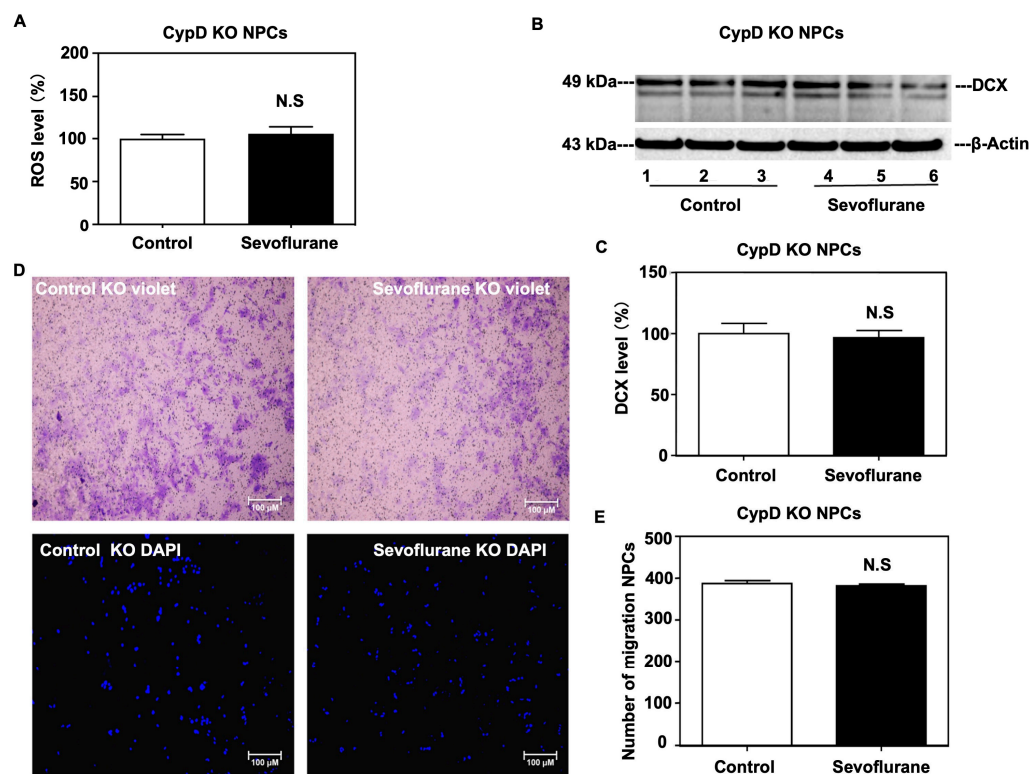 A
CypD KO NPCs
200
150
100
50
0
ROS level (%)
N.S
Control
Sevoflurane
B
CypD KO NPCs
49 kDa---
---DCX
43 kDa---
---β-Actin
1 2 3 4 5 6
Control
Sevoflurane
C
CypD KO NPCs
150
100
50
0
DCX level (%)
N.S
Control
Sevoflurane
D
Control KO violet
100 μM
Sevoflurane KO violet
100 μM
Control KO DAPI
100 μM
Sevoflurane KO DAPI
100 μM
E
CypD KO NPCs
500
400
300
200
100
0
Number of migration NPCs
N.S
Control
Sevoflurane